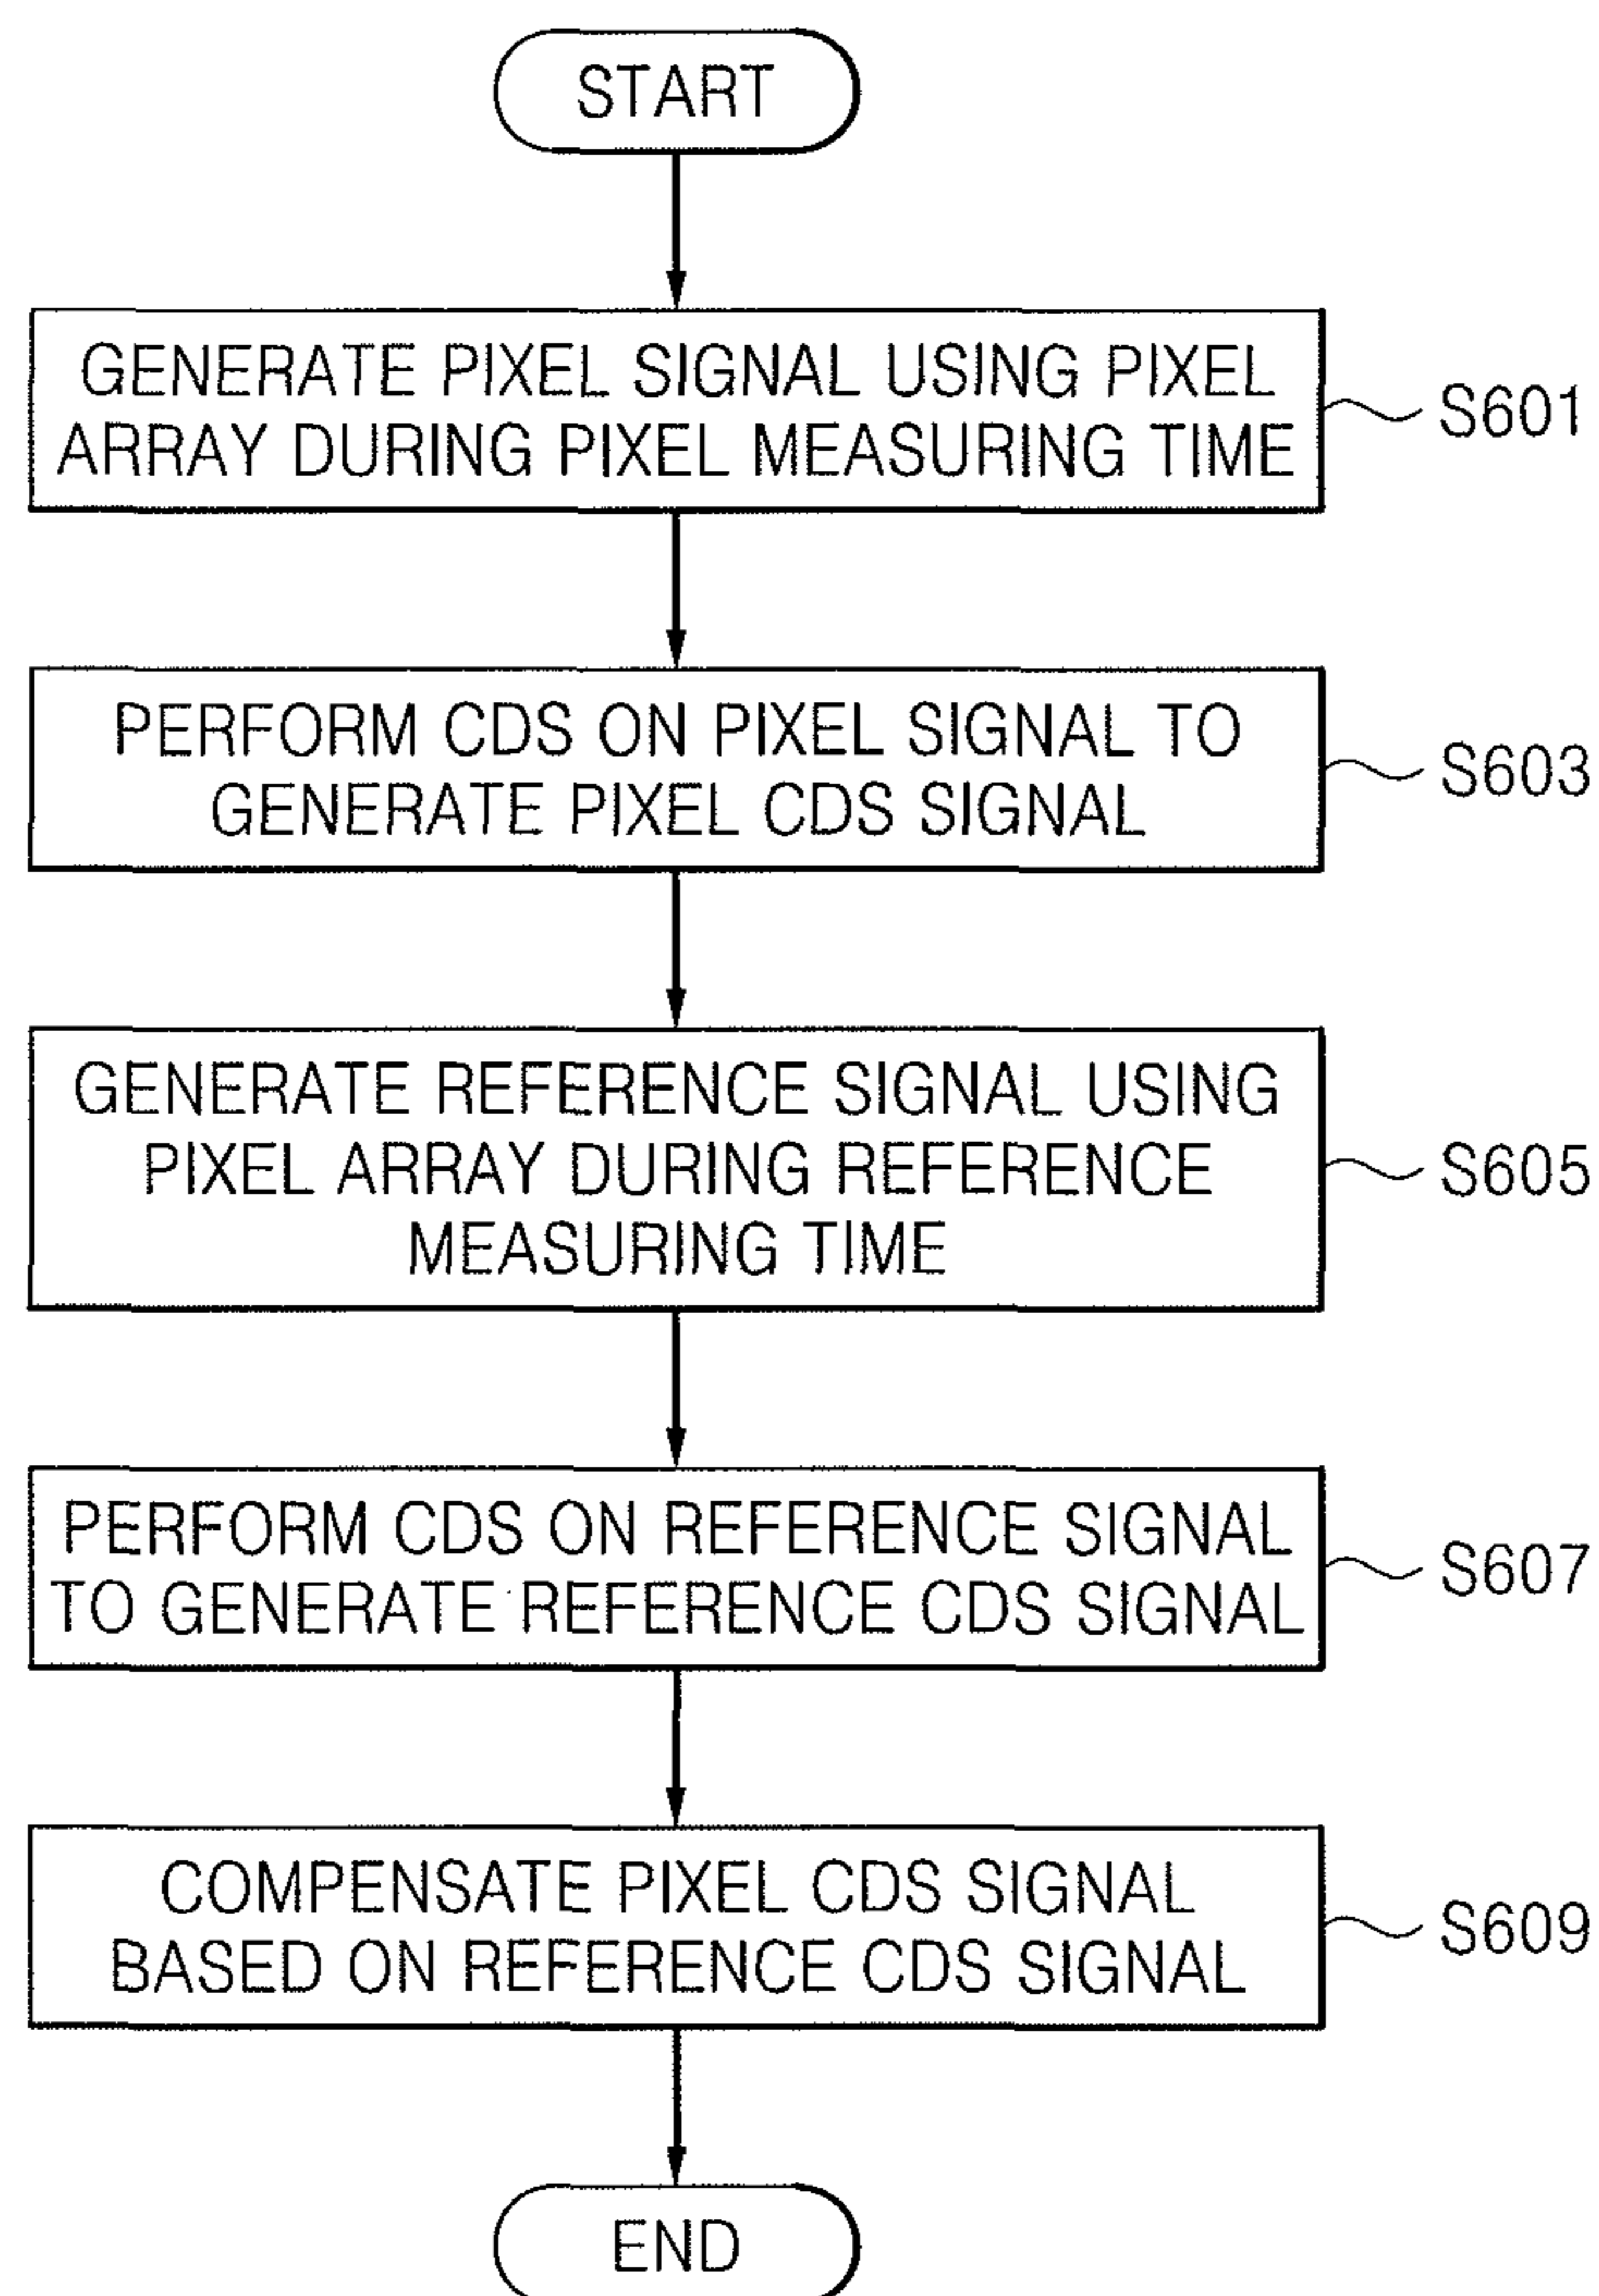 START
GENERATE PIXEL SIGNAL USING PIXEL
ARRAY DURING PIXEL MEASURING TIME
S601
PERFORM CDS ON PIXEL SIGNAL TO
GENERATE PIXEL CDS SIGNAL
S603
GENERATE REFERENCE SIGNAL USING
PIXEL ARRAY DURING REFERENCE
MEASURING TIME
S605
PERFORM CDS ON REFERENCE SIGNAL
TO GENERATE REFERENCE CDS SIGNAL
S607
COMPENSATE PIXEL CDS SIGNAL
BASED ON REFERENCE CDS SIGNAL
S609
END